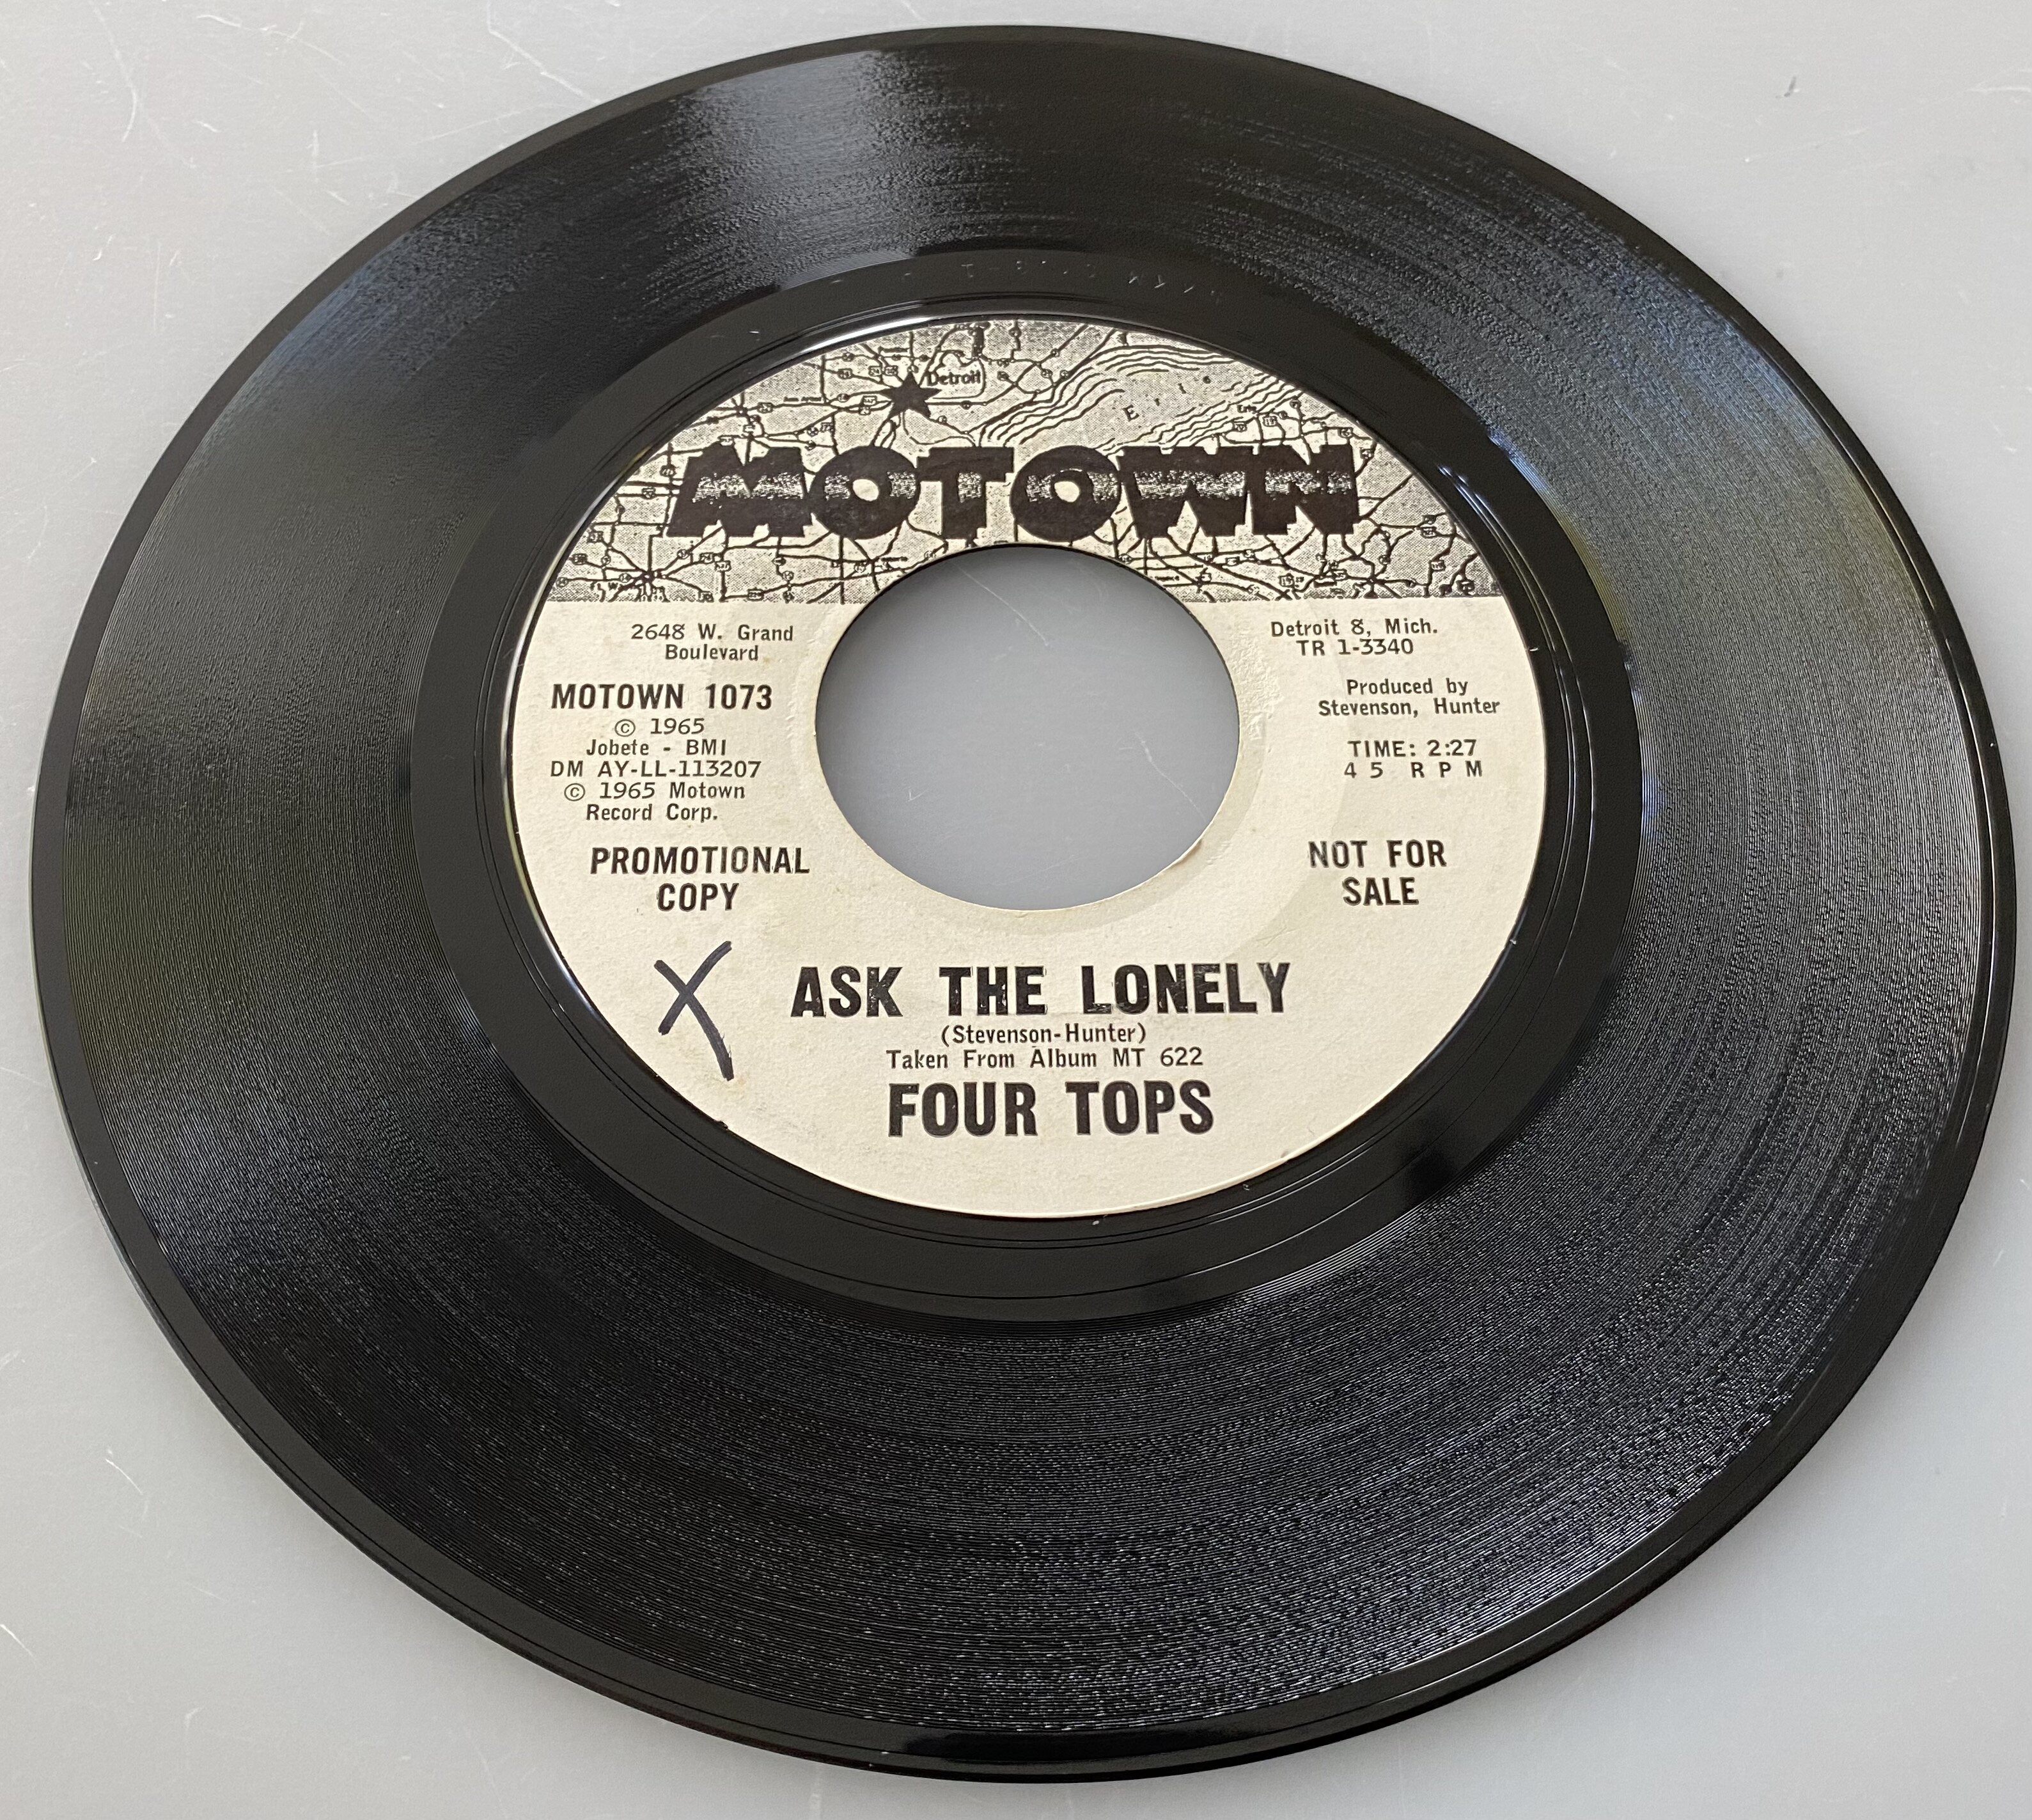 Detroit
Erie
MOTOWN
2648 W. Grand
Boulevard
MOTOWN 1073
© 1965
Jobete - BMI
DM AY-LL-113207
© 1965 Motown
Record Corp.
PROMOTIONAL
COPY
Detroit 8, Mich.
TR 1-3340
Produced by
Stevenson, Hunter
TIME: 2:27
45 RPM
NOT FOR
SALE
X
ASK THE LONELY
(Stevenson-Hunter)
Taken From Album MT 622
FOUR TOPS